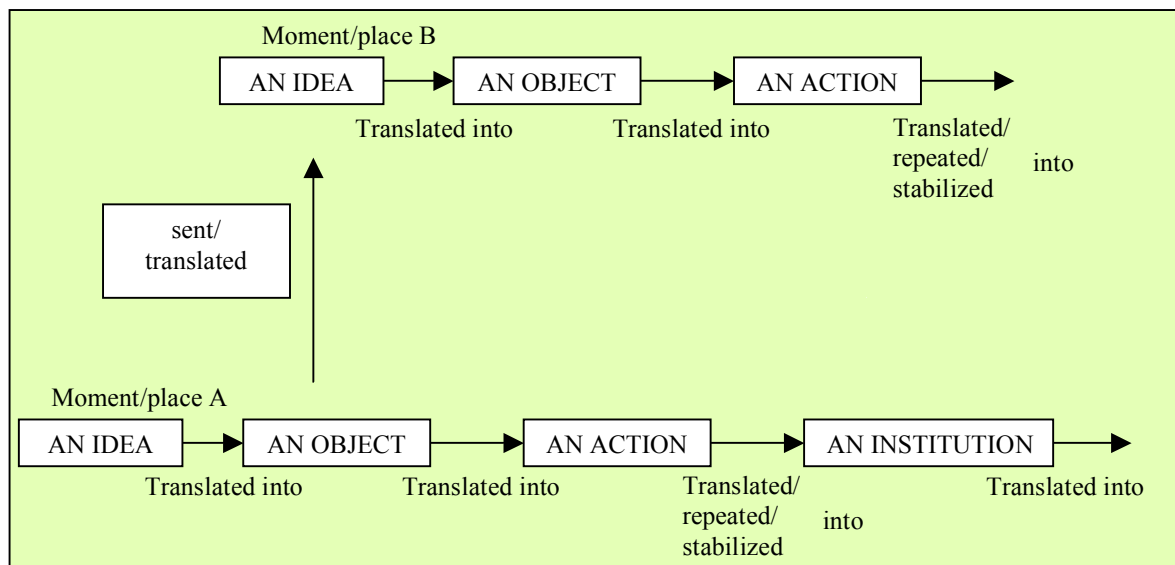 Moment/place B
AN IDEA
AN OBJECT
AN ACTION
Translated into
Translated into
Translated/
repeated/ into
stabilized
sent/
translated
Moment/place A
AN IDEA
AN OBJECT
AN ACTION
AN INSTITUTION
Translated into
Translated into
Translated/
repeated/ into
stabilized
Translated into